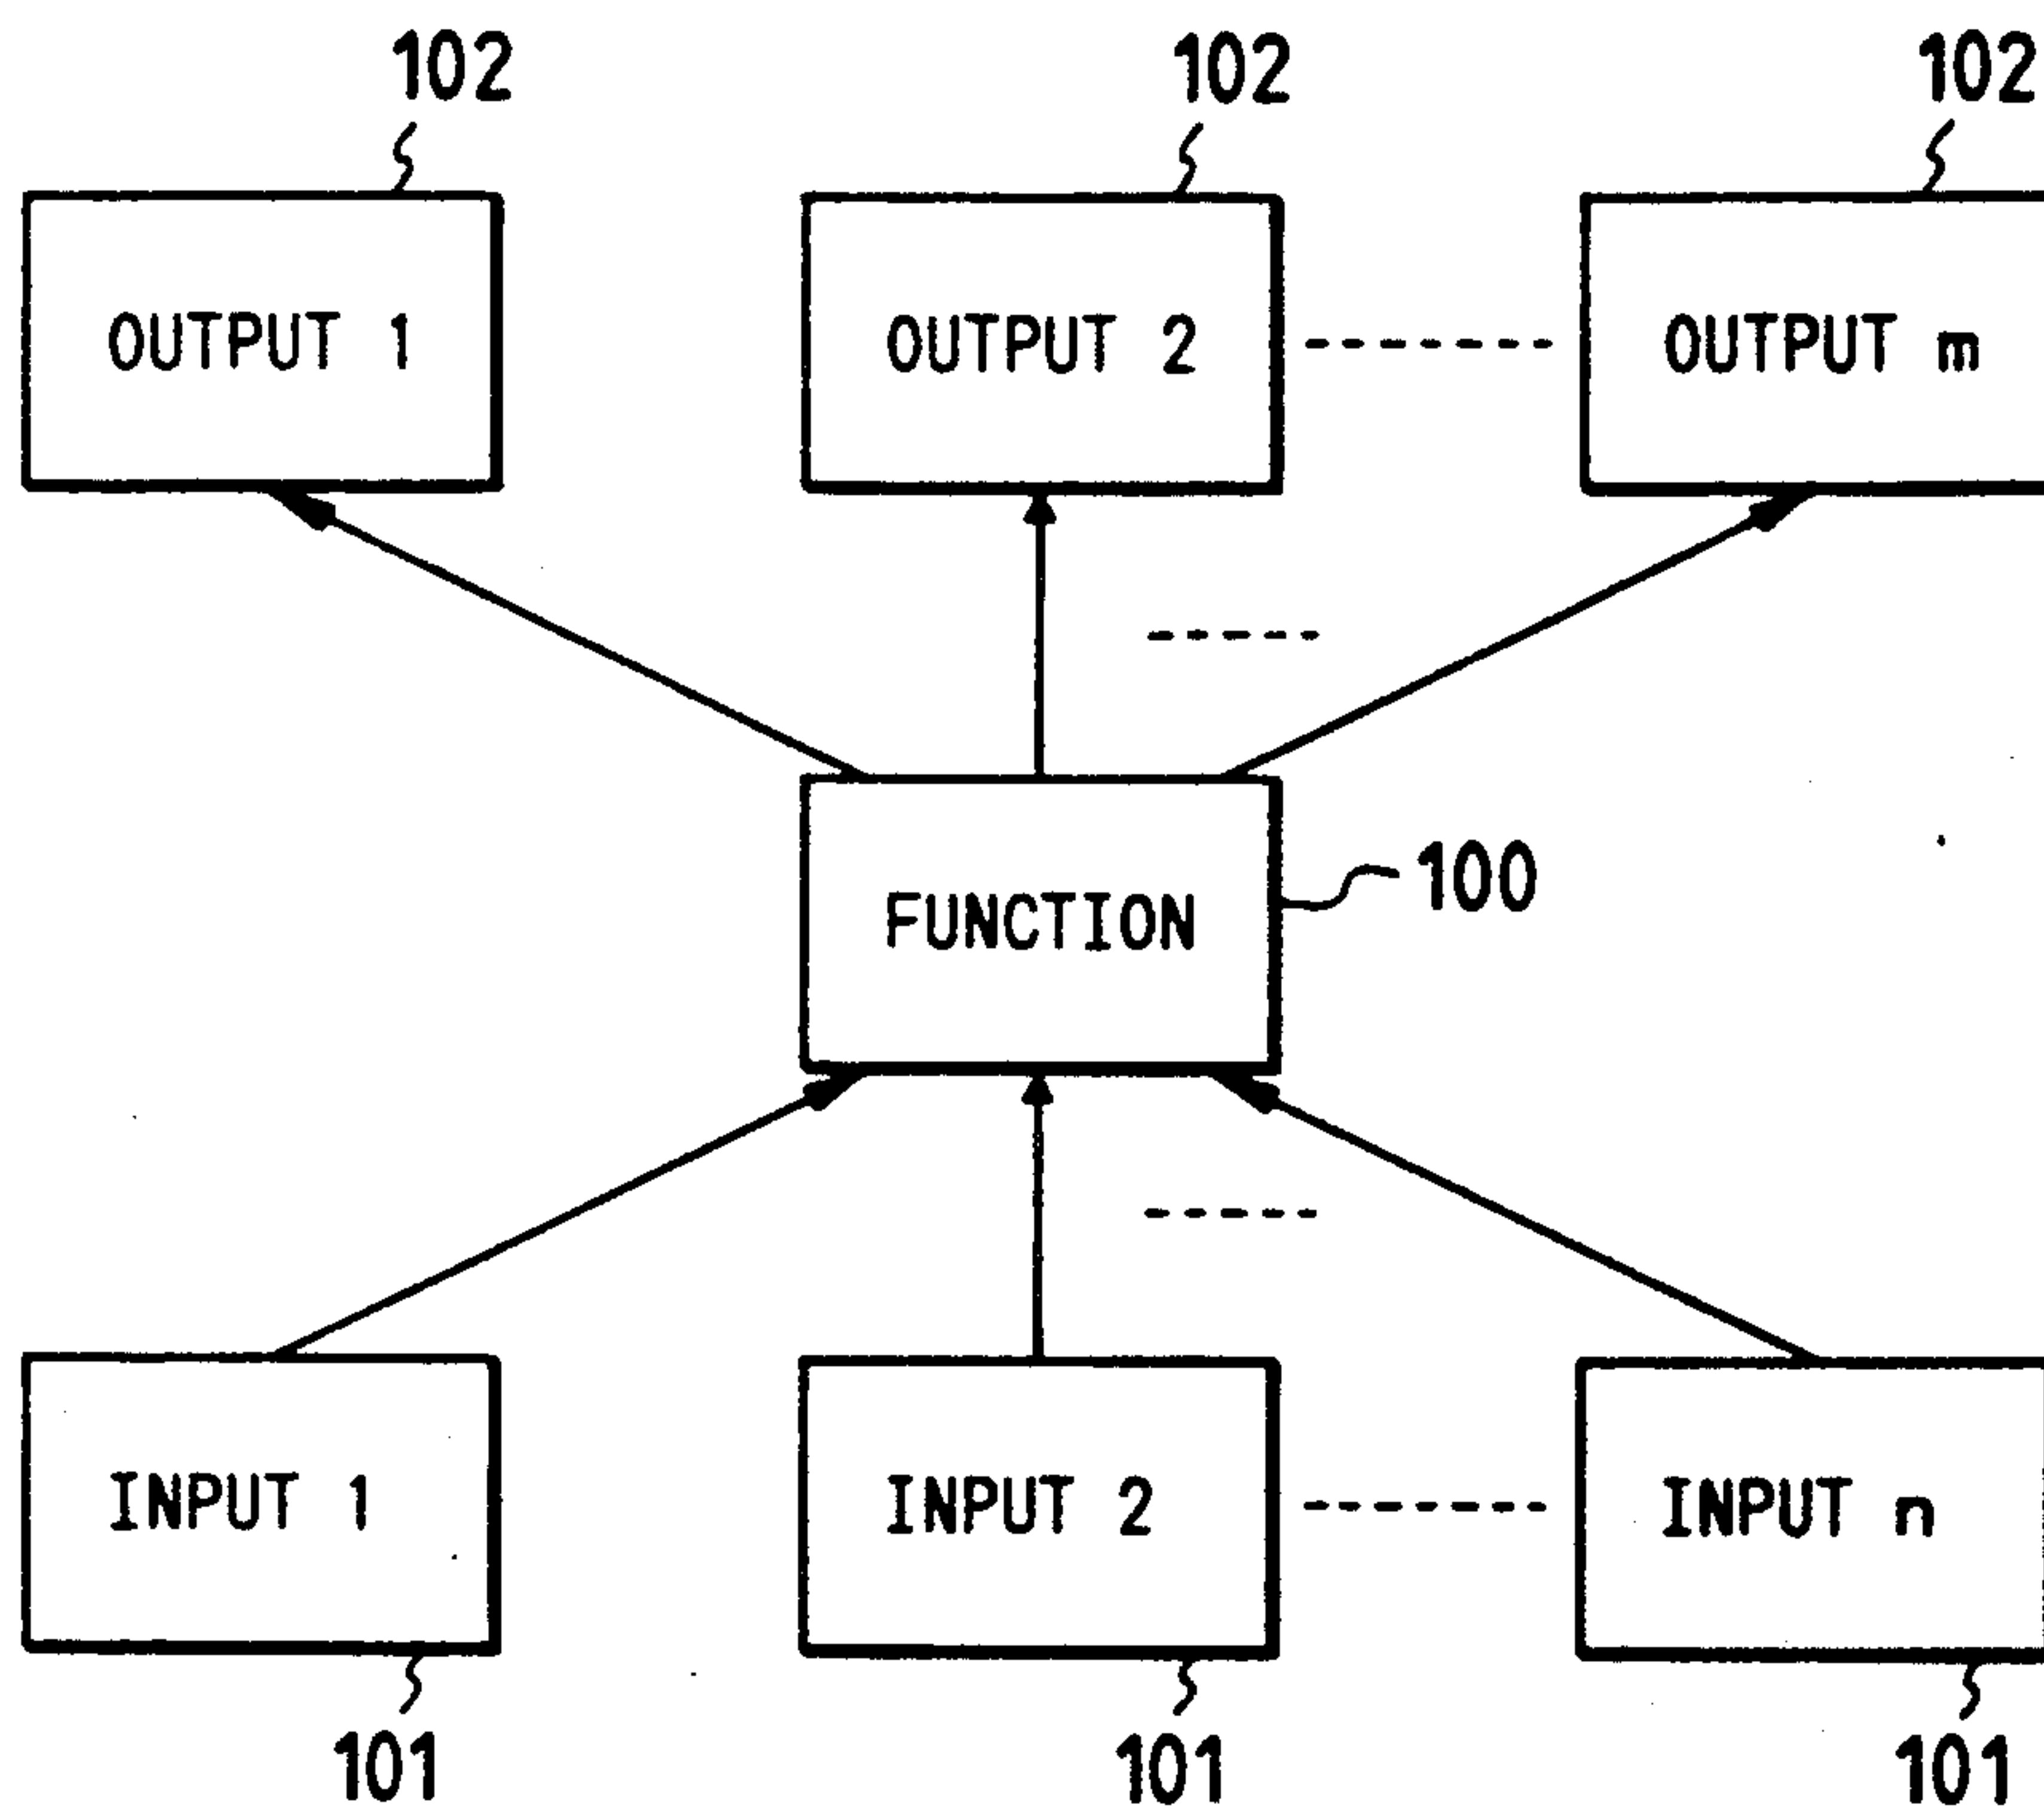 102 102 102
OUTPUT 1 OUTPUT 2 OUTPUT m
FUNCTION 100
INPUT 1 INPUT 2 INPUT n
101 101 101